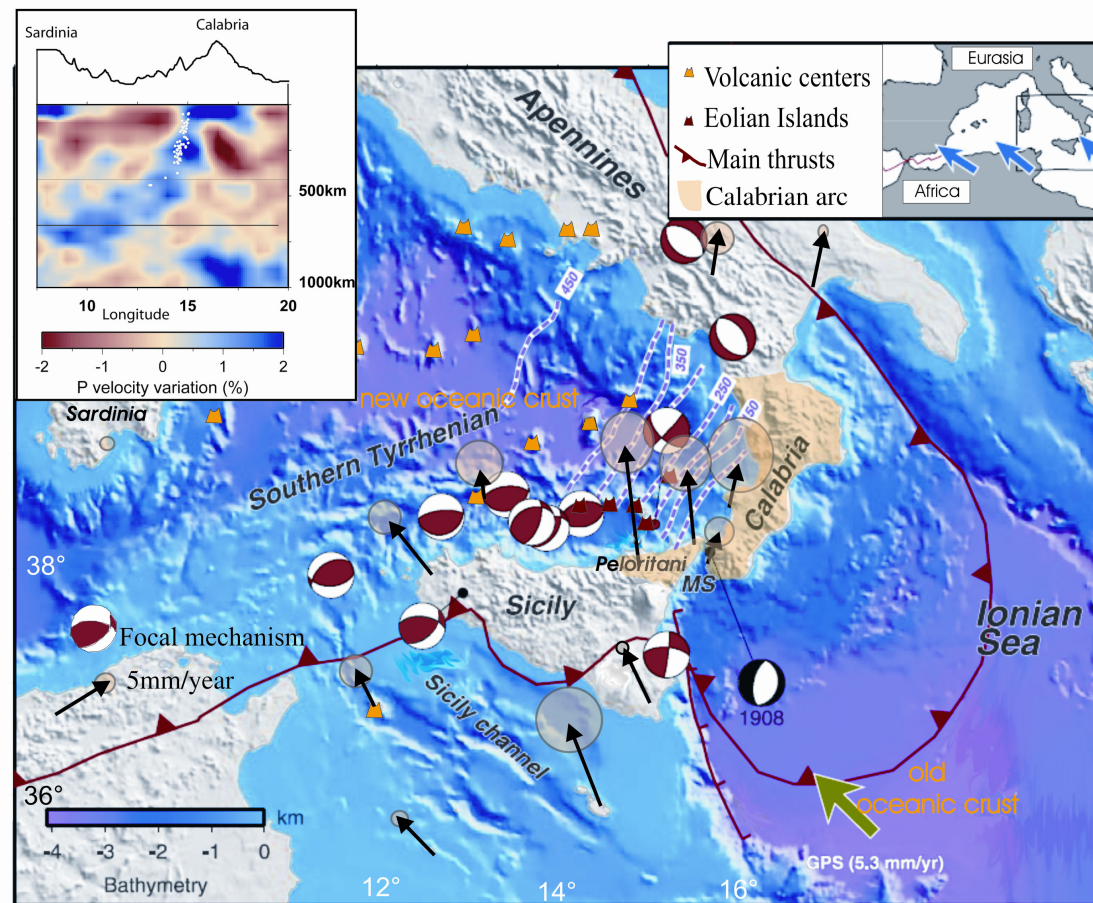 Sardinia
Calabria
500km
1000km
10
15
20
Longitude
-2
-1
0
1
2
P velocity variation (%)
Volcanic centers
Eolian Islands
Main thrusts
Calabrian arc
Eurasia
Africa
Apennines
450
350
250
150
new oceanic crust
Sardinia
Southern Tyrrhenian
Calabria
38°
Peloritani
MS
Sicily
Ionian
Sea
Focal mechanism
5mm/year
Sicily channel
1908
36°
old
oceanic crust
km
-4
-3
-2
-1
0
Bathymetry
GPS (5.3 mm/yr)
12°
14°
16°